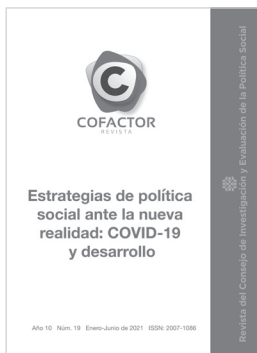 C
COFACTOR
REVISTA
Estrategias de política
social ante la nueva
realidad: COVID-19
y desarrollo
Año 10 Núm. 19 Enero-Junio de 2021 ISSN: 2007-1086
Revista del Consejo de Investigación y Evaluación de la Política Social